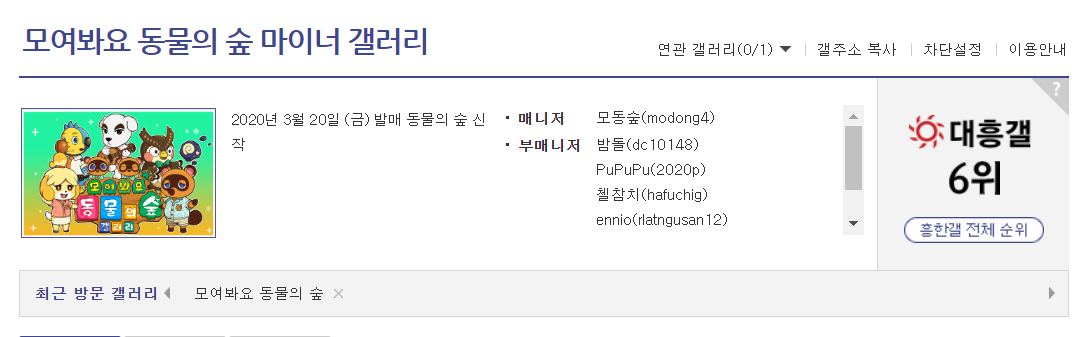 모여봐요 동물의 숲 마이너 갤러리
연관 갤러리(0/1)
갤주소 복사
차단설정
이용안내
2020년 3월 20일 (금) 발매 동물의 숲 신
작
· 매니저 모동숲(modong4)
· 부매니저 밤돌(dc10148)
PuPuPu(2020p)
첼참치(hafuchig)
ennio(rlatngusan12)
모여봐요
동물의숲
갤러리
?
대흥갤
6위
흥한갤 전체 순위
최근 방문 갤러리
모여봐요 동물의 숲